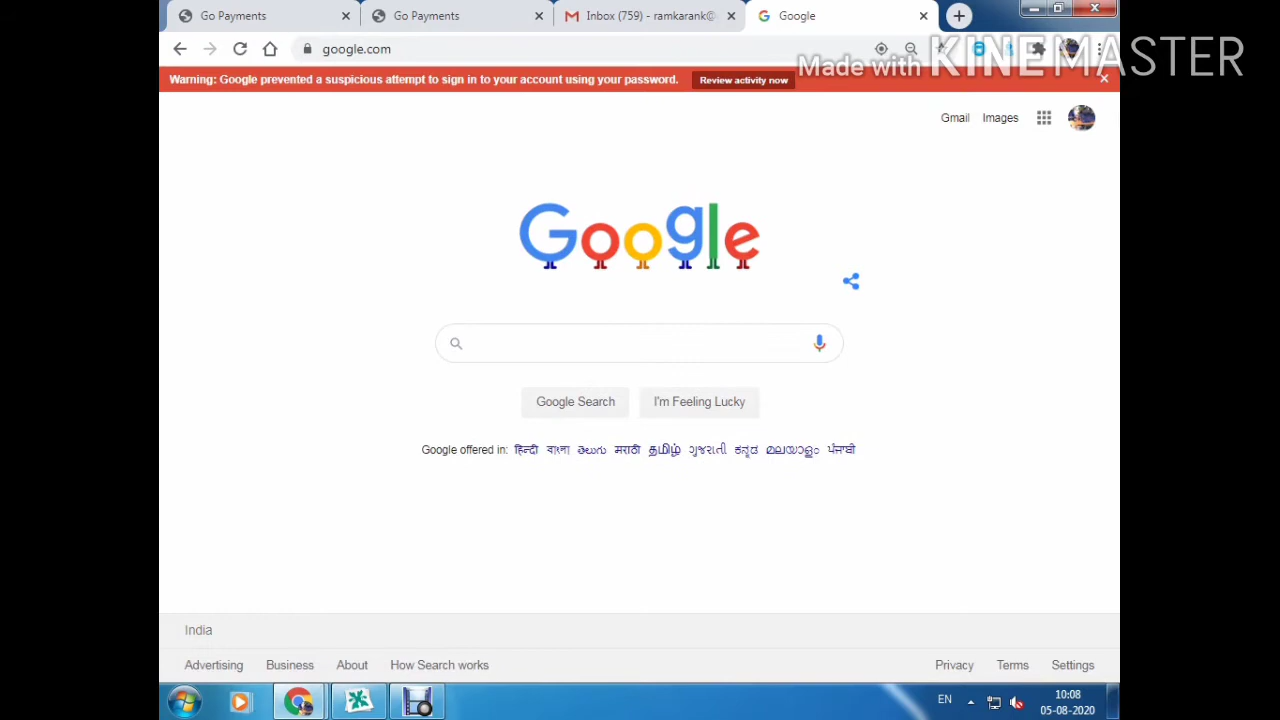 Go Payments
Go Payments
Inbox (759) - ramkarank@
Google
google.com
Made with KINEMASTER
Warning: Google prevented a suspicious attempt to sign in to your account using your password.
Review activity now
Gmail
Images
Google
Google Search
I'm Feeling Lucky
Google offered in: हिन्दी বাংলা తెలుగు मराठी தமிழ் ગુજરાતી ಕನ್ನಡ മലയാളം ਪੰਜਾਬੀ
India
Advertising
Business
About
How Search works
Privacy
Terms
Settings
EN
10:08
05-08-2020